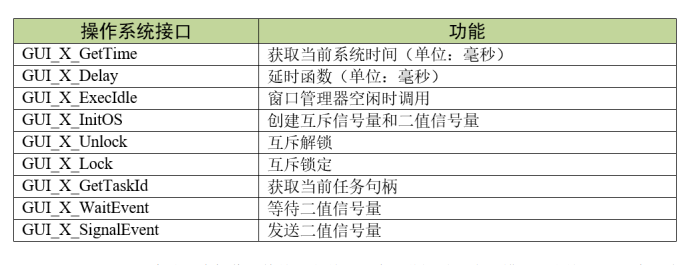 操作系统接口 功能
GUI_X_GetTime 获取当前系统时间（单位：毫秒）
GUI_X_Delay 延时函数（单位：毫秒）
GUI_X_ExecIdle 窗口管理器空闲时调用
GUI_X_InitOS 创建互斥信号量和二值信号量
GUI_X_Unlock 互斥解锁
GUI_X_Lock 互斥锁定
GUI_X_GetTaskId 获取当前任务句柄
GUI_X_WaitEvent 等待二值信号量
GUI_X_SignalEvent 发送二值信号量